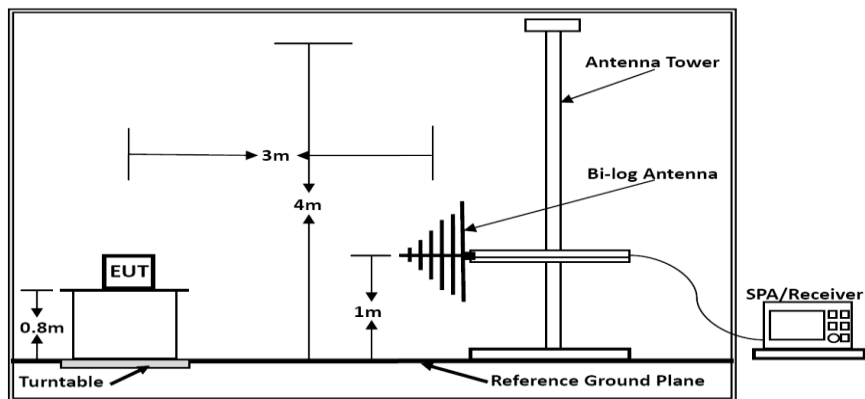 Antenna Tower
3m
Bi-log Antenna
4m
EUT
SPA/Receiver
1m
0.8m
Turntable
Reference Ground Plane